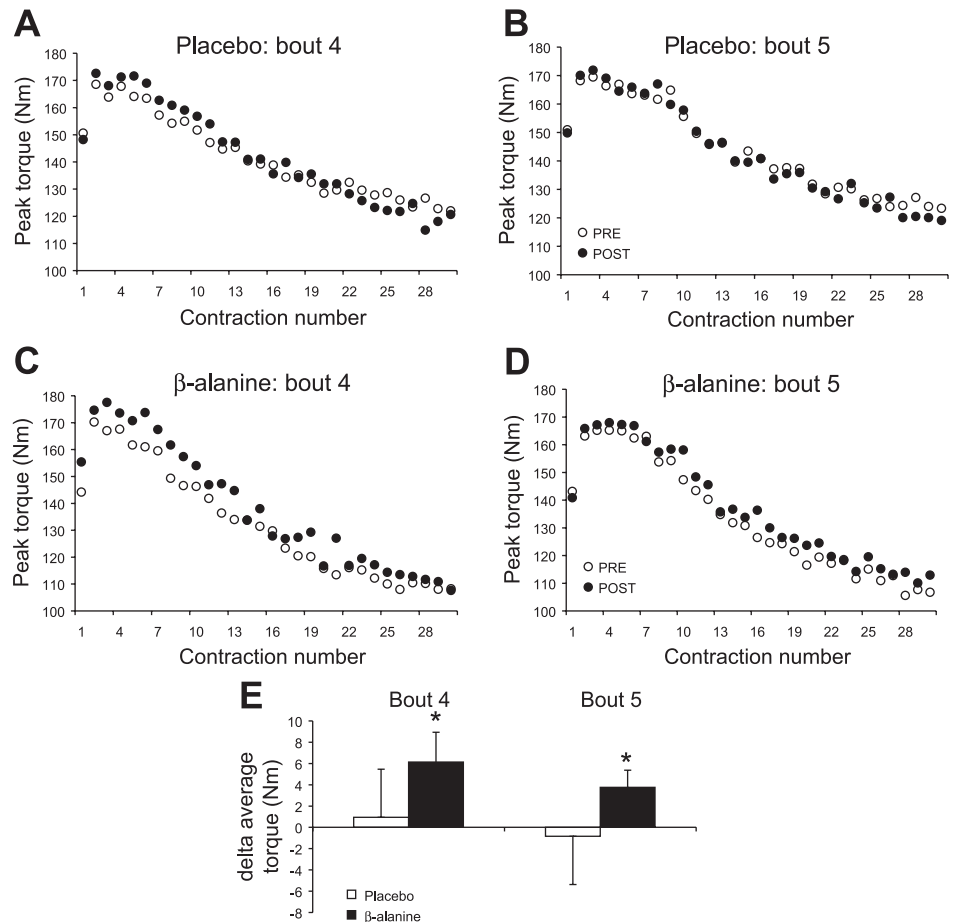 A
Placebo: bout 4
Peak torque (Nm)
180
170
160
150
140
130
120
110
100
1 4 7 10 13 16 19 22 25 28
Contraction number
B
Placebo: bout 5
Peak torque (Nm)
180
170
160
150
140
130
120
110
100
PRE
POST
1 4 7 10 13 16 19 22 25 28
Contraction number
C
β-alanine: bout 4
Peak torque (Nm)
180
170
160
150
140
130
120
110
100
1 4 7 10 13 16 19 22 25 28
Contraction number
D
β-alanine: bout 5
Peak torque (Nm)
180
170
160
150
140
130
120
110
100
PRE
POST
1 4 7 10 13 16 19 22 25 28
Contraction number
E
Bout 4
Bout 5
delta average
torque (Nm)
10
8
6
4
2
0
-2
-4
-6
-8
*
*
Placebo
β-alanine